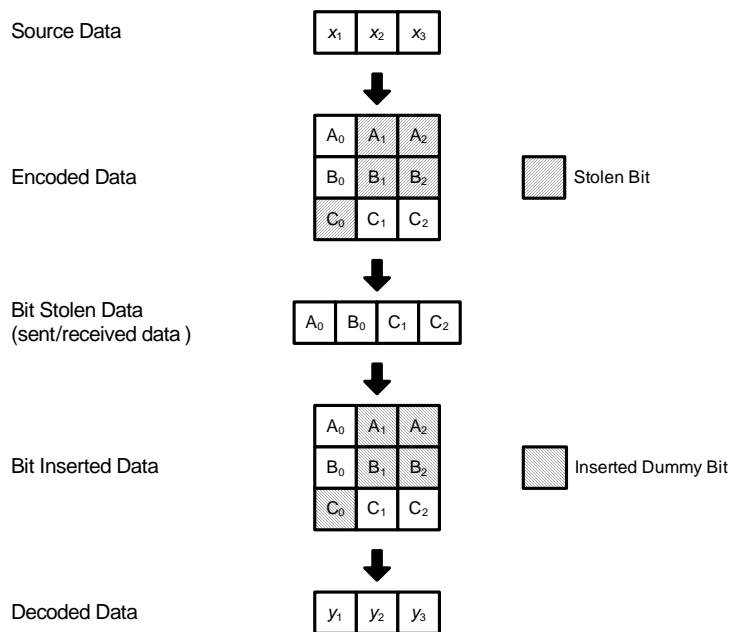 Source Data
x₁ x₂ x₃
A₀ A₁ A₂
Encoded Data
B₀ B₁ B₂
Stolen Bit
C₀ C₁ C₂
Bit Stolen Data
(sent/received data )
A₀ B₀ C₁ C₂
A₀ A₁ A₂
Bit Inserted Data
B₀ B₁ B₂
Inserted Dummy Bit
C₀ C₁ C₂
Decoded Data
y₁ y₂ y₃